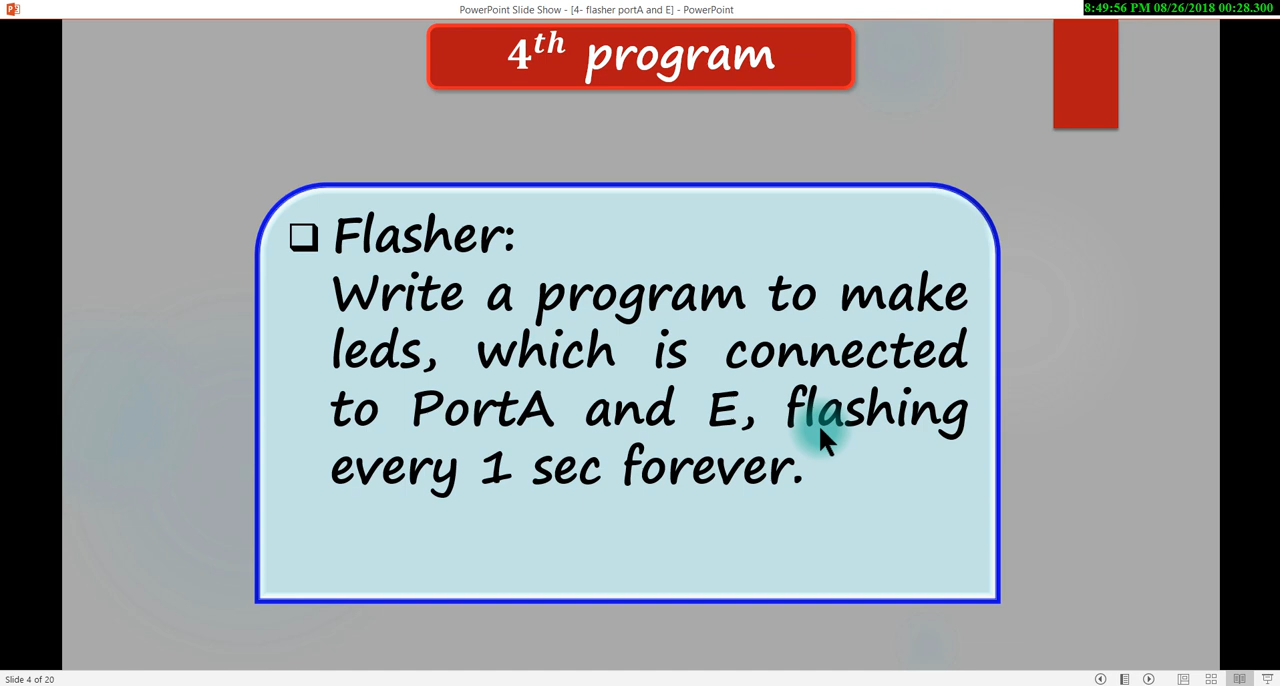 PowerPoint Slide Show - [4- flasher portA and E] - PowerPoint
8:49:56 PM 08/26/2018 00:28.300
4th program
❑ Flasher:
Write a program to make
leds, which is connected
to PortA and E, flashing
every 1 sec forever.
Slide 4 of 20